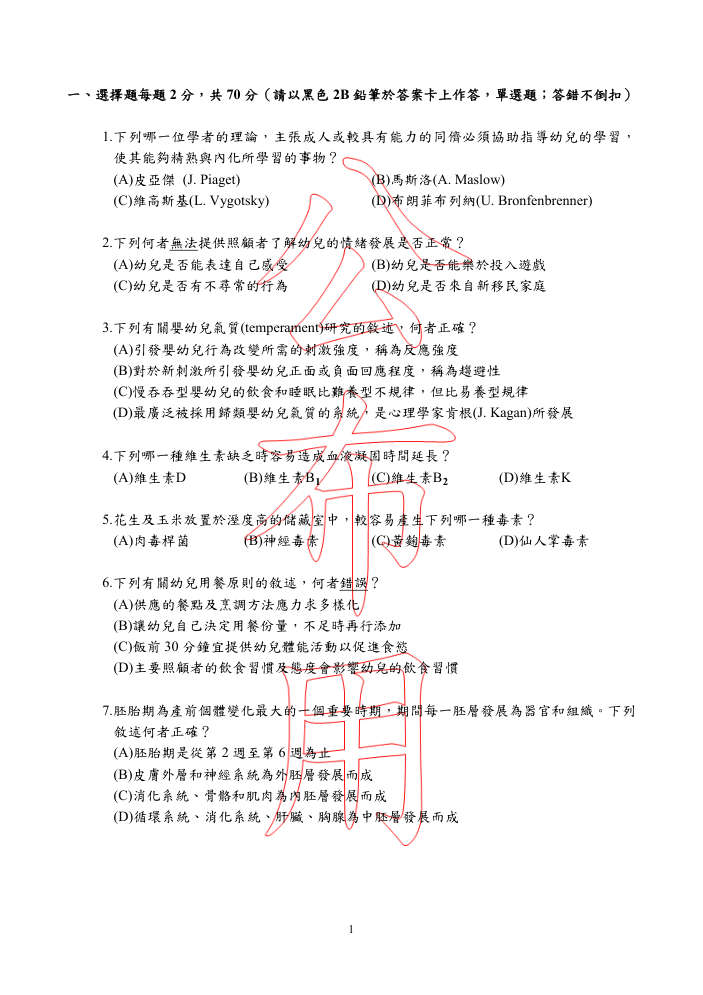 一、選擇題每題 2 分，共 70 分（請以黑色 2B 鉛筆於答案卡上作答，單選題；答錯不倒扣）
1.下列哪一位學者的理論，主張成人或較具有能力的同儕必須協助指導幼兒的學習，
使其能夠精熟與內化所學習的事物？
(A)皮亞傑 (J. Piaget) (B)馬斯洛(A. Maslow)
(C)維高斯基(L. Vygotsky) (D)布朗菲布列納(U. Bronfenbrenner)
2.下列何者無法提供照顧者了解幼兒的情緒發展是否正常？
(A)幼兒是否能表達自己感受 (B)幼兒是否能樂於投入遊戲
(C)幼兒是否有不尋常的行為 (D)幼兒是否來自新移民家庭
3.下列有關嬰幼兒氣質(temperament)研究的敘述，何者正確？
(A)引發嬰幼兒行為改變所需的刺激強度，稱為反應強度
(B)對於新刺激所引發嬰幼兒正面或負面回應程度，稱為趨避性
(C)慢吞吞型嬰幼兒的飲食和睡眠比難養型不規律，但比易養型規律
(D)最廣泛被採用歸類嬰幼兒氣質的系統，是心理學家肯根(J. Kagan)所發展
4.下列哪一種維生素缺乏時容易造成血液凝固時間延長？
(A)維生素D (B)維生素B₁ (C)維生素B₂ (D)維生素K
5.花生及玉米放置於溼度高的儲藏室中，較容易產生下列哪一種毒素？
(A)肉毒桿菌 (B)神經毒素 (C)黃麴毒素 (D)仙人掌毒素
6.下列有關幼兒用餐原則的敘述，何者錯誤？
(A)供應的餐點及烹調方法應力求多樣化
(B)讓幼兒自己決定用餐份量，不足時再行添加
(C)飯前 30 分鐘宜提供幼兒體能活動以促進食慾
(D)主要照顧者的飲食習慣及態度會影響幼兒的飲食習慣
7.胚胎期為產前個體變化最大的一個重要時期，期間每一胚層發展為器官和組織。下列
敘述何者正確？
(A)胚胎期是從第 2 週至第 6 週為止
(B)皮膚外層和神經系統為外胚層發展而成
(C)消化系統、骨骼和肌肉為內胚層發展而成
(D)循環系統、消化系統、肝臟、胸腺為中胚層發展而成
公布用
1